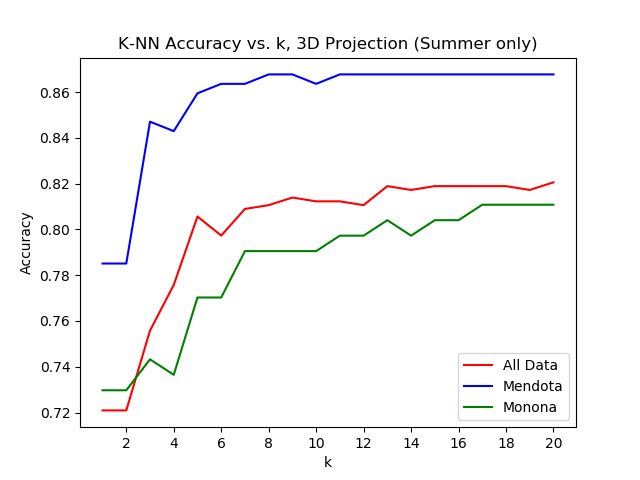 K-NN Accuracy vs. k, 3D Projection (Summer only)
Accuracy
0.86
0.84
0.82
0.80
0.78
0.76
0.74
0.72
All Data
Mendota
Monona
2 4 6 8 10 12 14 16 18 20
k